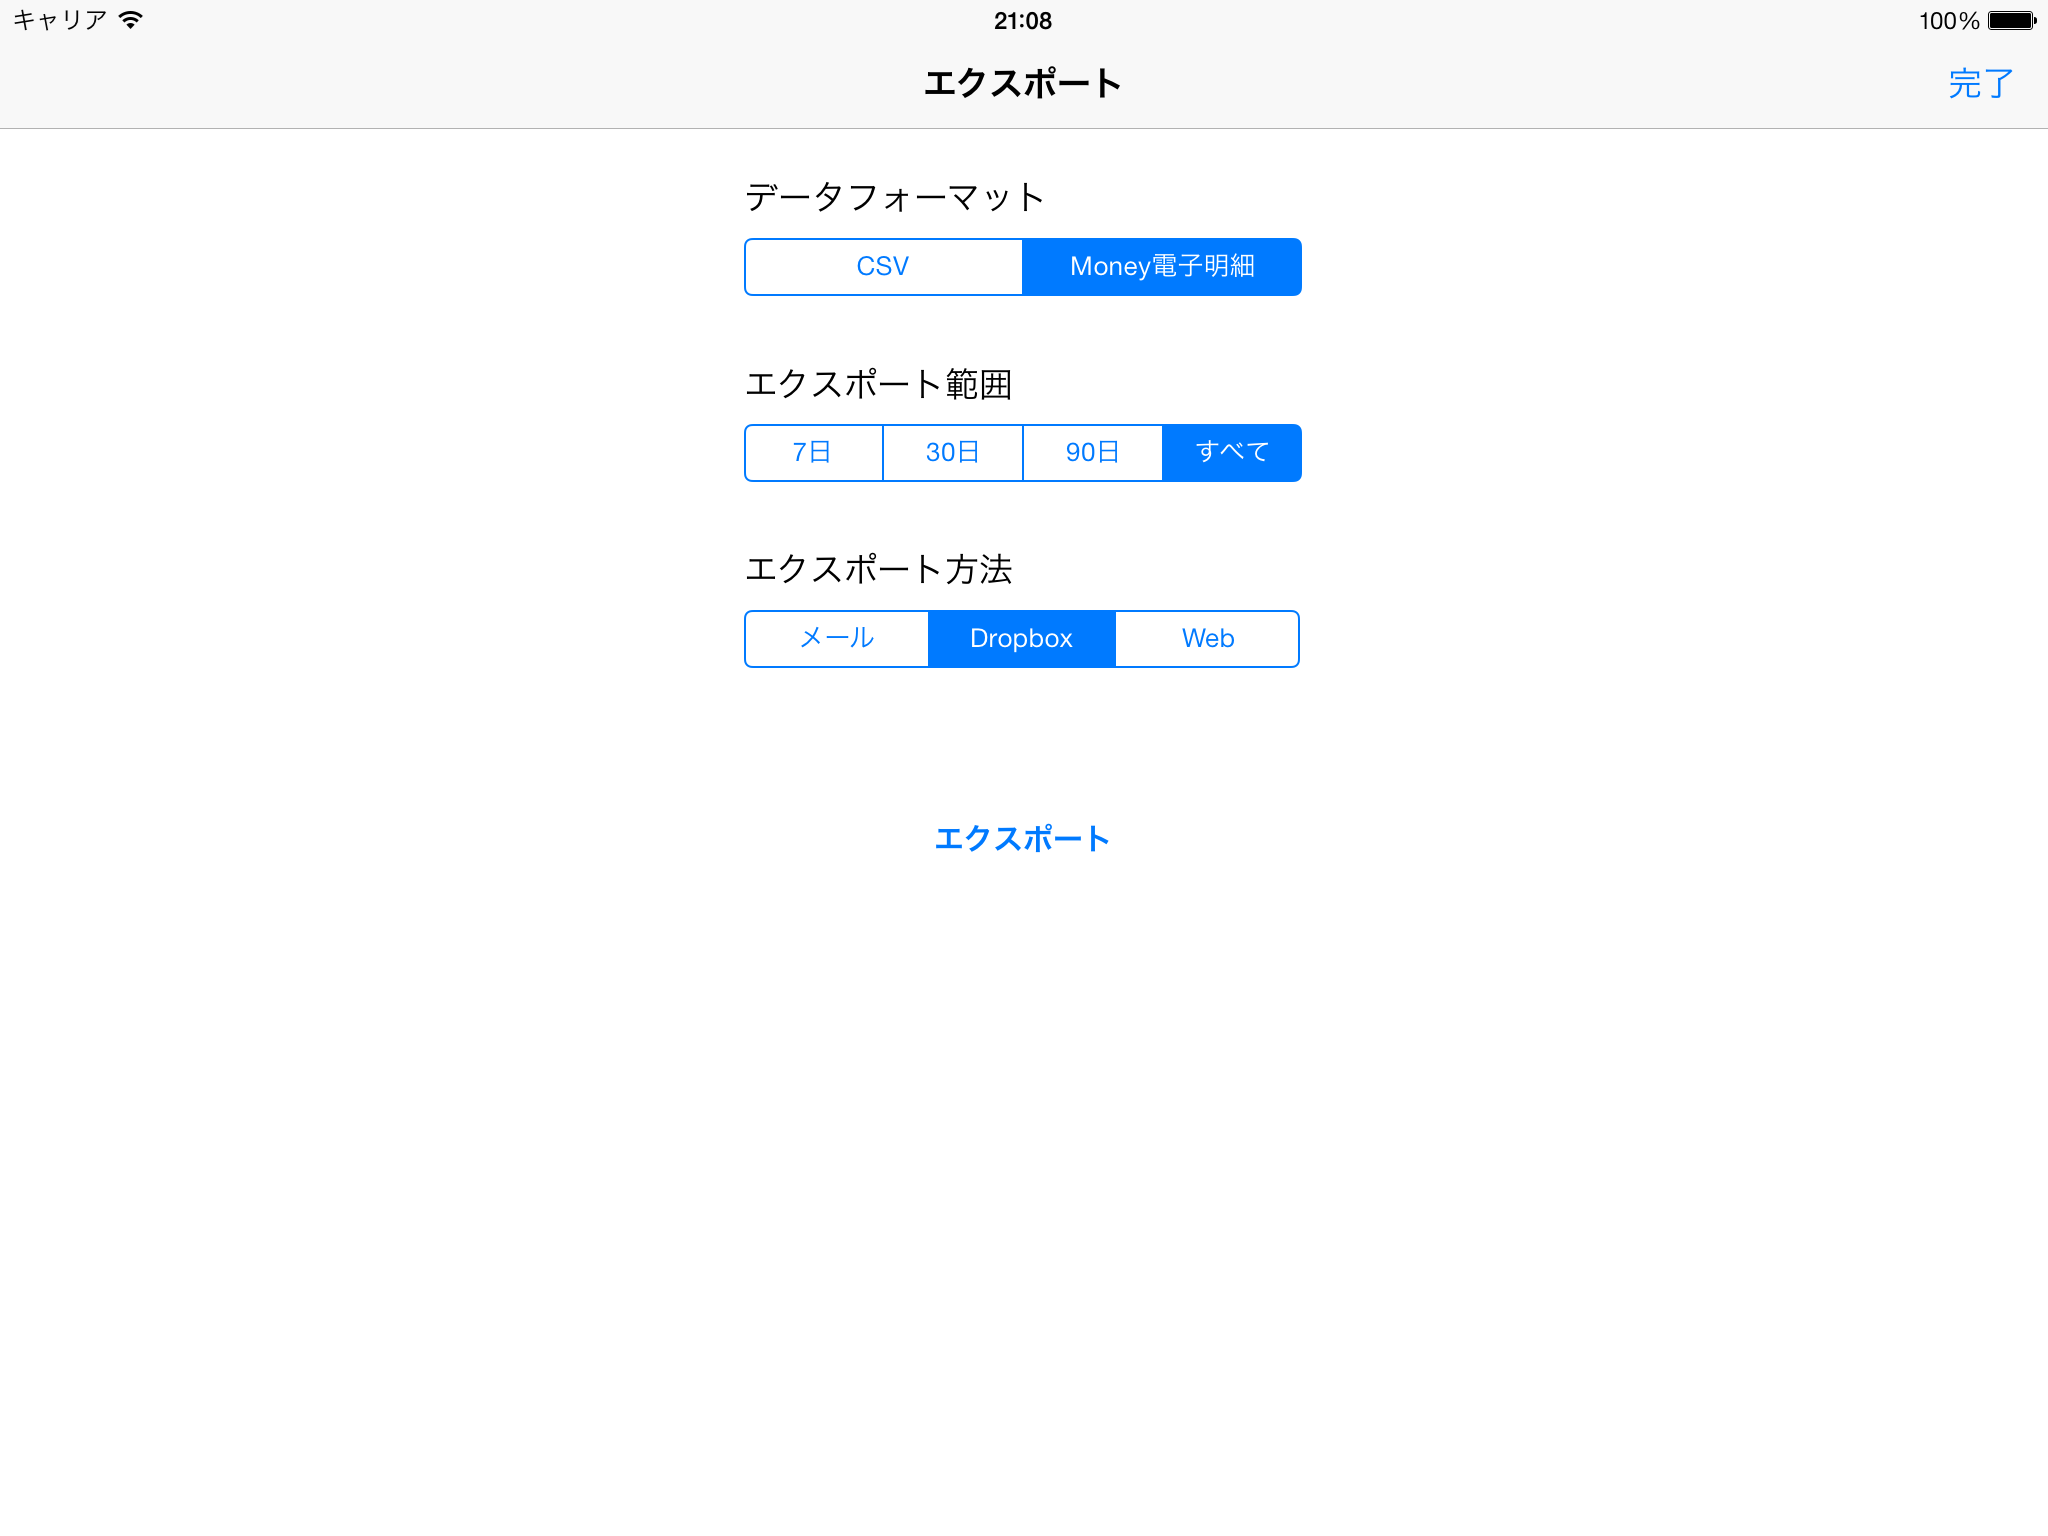 キャリア 21:08 100%
エクスポート 完了
データフォーマット
CSV Money電子明細
エクスポート範囲
7日 30日 90日 すべて
エクスポート方法
メール Dropbox Web
エクスポート